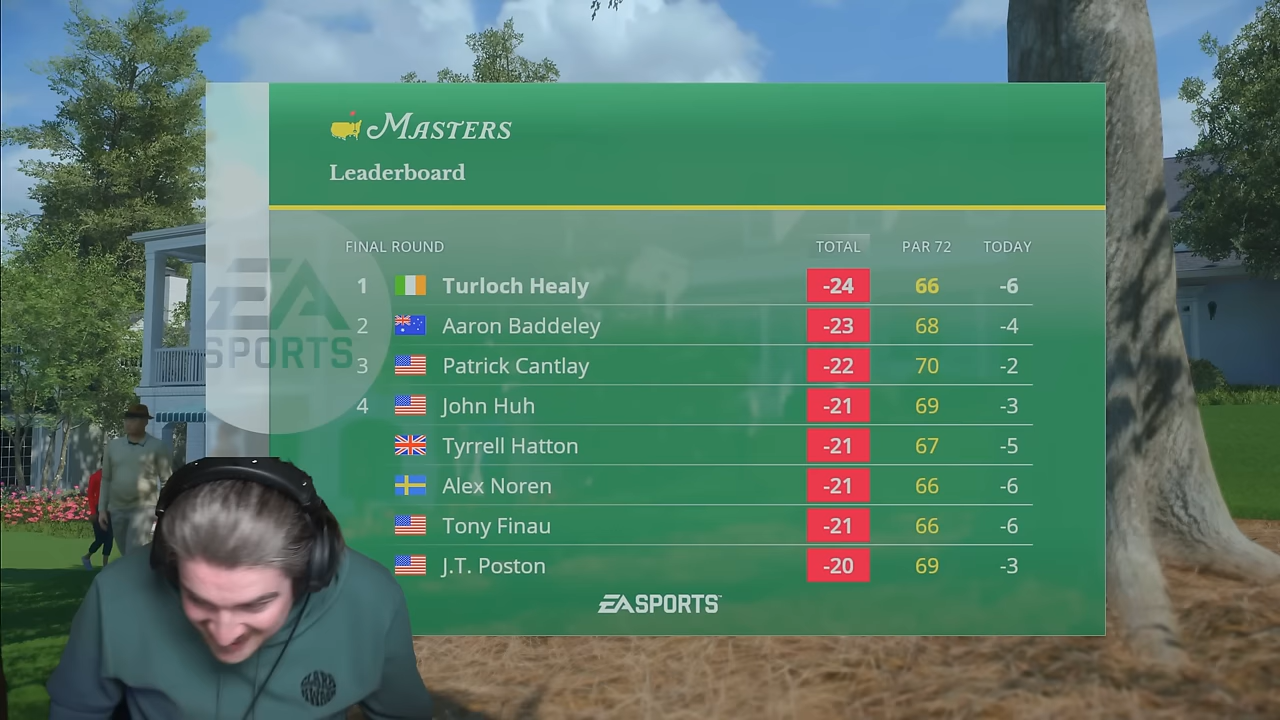 MASTERS
Leaderboard
FINAL ROUND TOTAL PAR 72 TODAY
1 Turloch Healy -24 66 -6
2 Aaron Baddeley -23 68 -4
3 Patrick Cantlay -22 70 -2
4 John Huh -21 69 -3
Tyrrell Hatton -21 67 -5
Alex Noren -21 66 -6
Tony Finau -21 66 -6
J.T. Poston -20 69 -3
EA SPORTS
EA SPORTS™